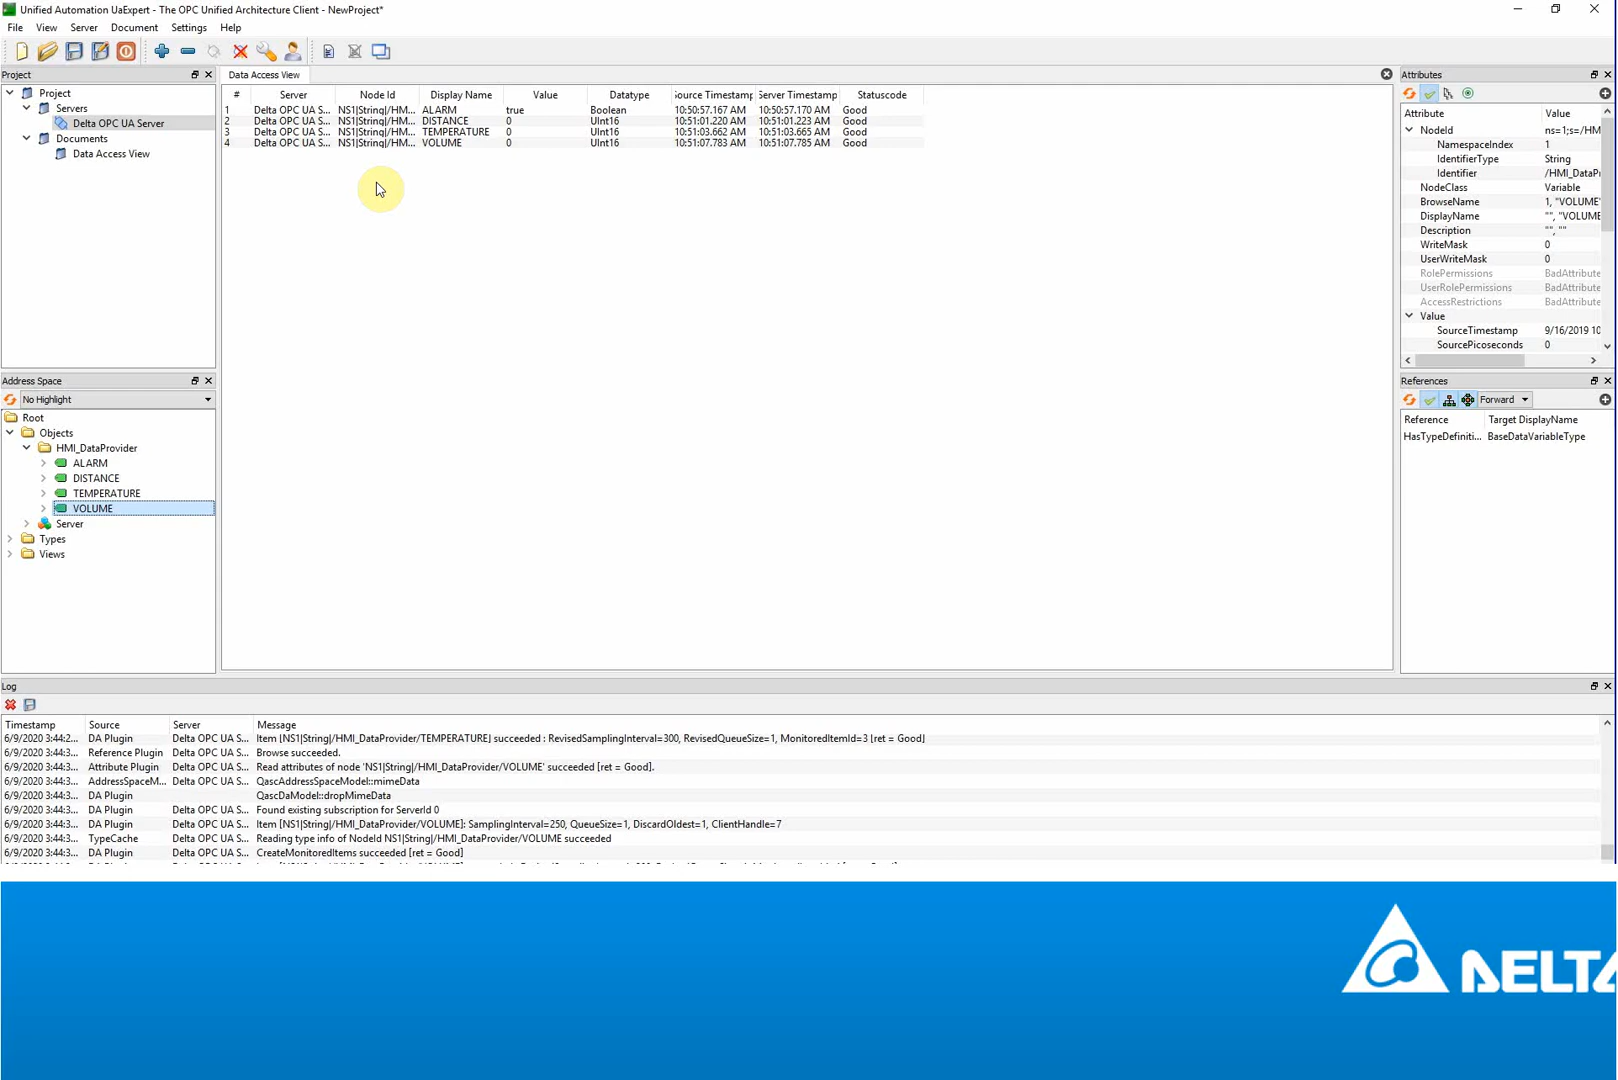 Unified Automation UaExpert - The OPC Unified Architecture Client - NewProject*
File View Server Document Settings Help
Project
Project
Servers
Delta OPC UA Server
Documents
Data Access View
Address Space
No Highlight
Root
Objects
HMI_DataProvider
ALARM
DISTANCE
TEMPERATURE
VOLUME
Server
Types
Views
Data Access View
# Server Node Id Display Name Value Datatype Source Timestamp Server Timestamp Statuscode
1 Delta OPC UA S... NS1|String|/HM... ALARM true Boolean 10:50:57.167 AM 10:50:57.170 AM Good
2 Delta OPC UA S... NS1|String|/HM... DISTANCE 0 UInt16 10:51:01.220 AM 10:51:01.223 AM Good
3 Delta OPC UA S... NS1|String|/HM... TEMPERATURE 0 UInt16 10:51:03.662 AM 10:51:03.665 AM Good
4 Delta OPC UA S... NS1|String|/HM... VOLUME 0 UInt16 10:51:07.783 AM 10:51:07.785 AM Good
Attributes
Attribute Value
NodeId ns=1;s=/HM
NamespaceIndex 1
IdentifierType String
Identifier /HMI_DataPr
NodeClass Variable
BrowseName 1, "VOLUME"
DisplayName "", "VOLUME
Description "", ""
WriteMask 0
UserWriteMask 0
RolePermissions BadAttribute
UserRolePermissions BadAttribute
AccessRestrictions BadAttribute
Value
SourceTimestamp 9/16/2019 10
SourcePicoseconds 0
References
Forward
Reference Target DisplayName
HasTypeDefiniti... BaseDataVariableType
Log
Timestamp Source Server Message
6/9/2020 3:44:2... DA Plugin Delta OPC UA S... Item [NS1|String|/HMI_DataProvider/TEMPERATURE] succeeded : RevisedSamplingInterval=300, RevisedQueueSize=1, MonitoredItemId=3 [ret = Good]
6/9/2020 3:44:3... Reference Plugin Delta OPC UA S... Browse succeeded.
6/9/2020 3:44:3... Attribute Plugin Delta OPC UA S... Read attributes of node 'NS1|String|/HMI_DataProvider/VOLUME' succeeded [ret = Good].
6/9/2020 3:44:3... AddressSpaceM... Delta OPC UA S... QascAddressSpaceModel::mimeData
6/9/2020 3:44:3... DA Plugin QascDaModel::dropMimeData
6/9/2020 3:44:3... DA Plugin Delta OPC UA S... Found existing subscription for ServerId 0
6/9/2020 3:44:3... DA Plugin Delta OPC UA S... Item [NS1|String|/HMI_DataProvider/VOLUME]: SamplingInterval=250, QueueSize=1, DiscardOldest=1, ClientHandle=7
6/9/2020 3:44:3... TypeCache Delta OPC UA S... Reading type info of NodeId NS1|String|/HMI_DataProvider/VOLUME succeeded
6/9/2020 3:44:3... DA Plugin Delta OPC UA S... CreateMonitoredItems succeeded [ret = Good]
DELTA